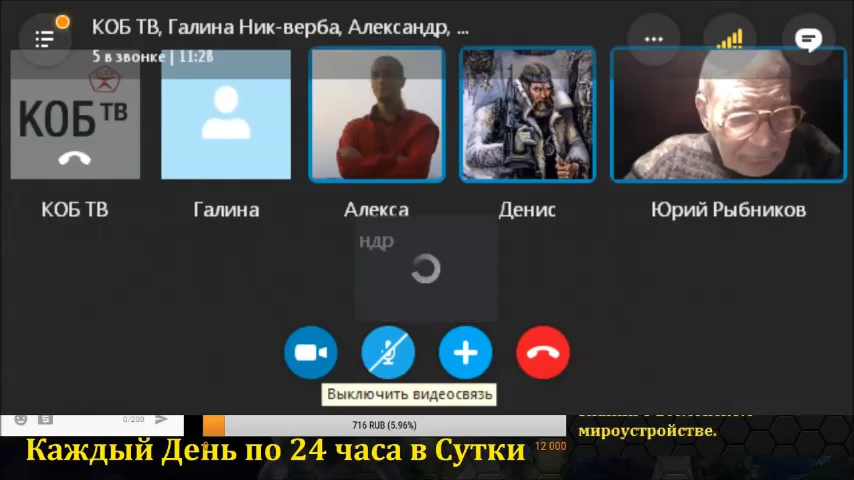 КОБ ТВ, Галина Ник-верба, Александр, ...
5 в звонке | 11:28
КОБ ТВ
КОБ ТВ
Галина
Алекса
Денис
Юрий Рыбников
ндр
Выключить видеосвязь
0/200
716 RUB (5.96%)
0
12 000
мироустройстве.
Каждый День по 24 часа в Сутки